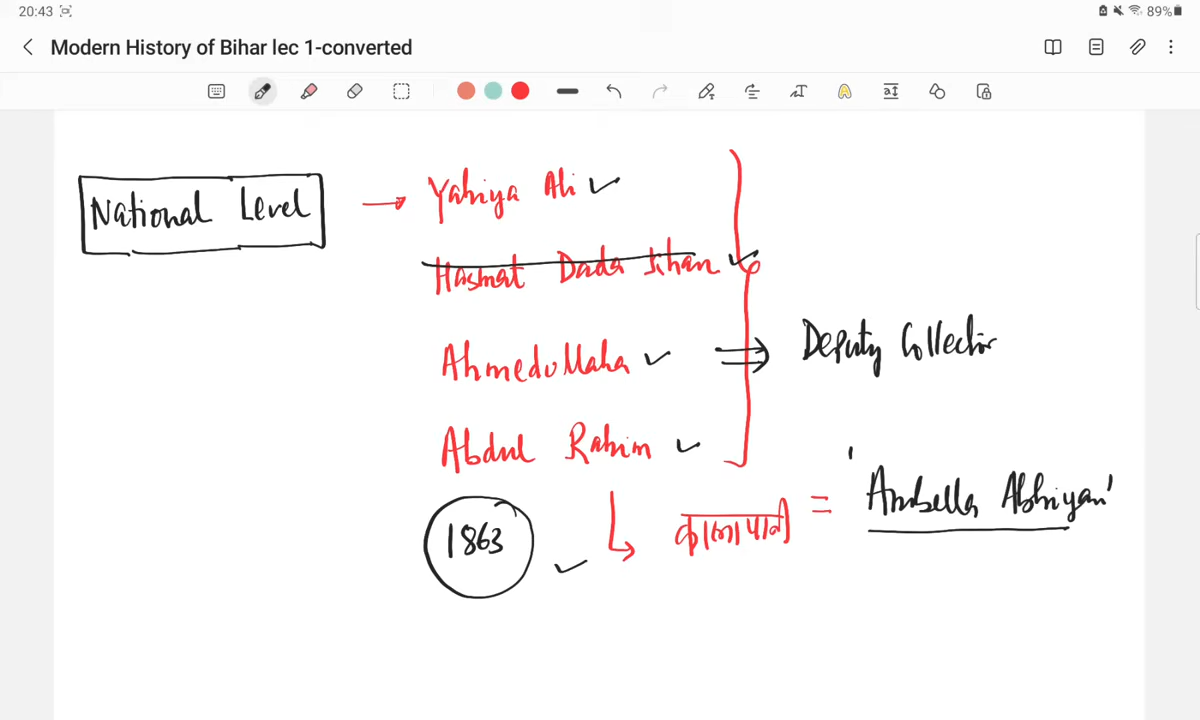 20:43 89%
Modern History of Bihar lec 1-converted
National Level → Yahiya Ali ✓
Hasmat Dada Khan ✓
Ahmedullaha ✓ ⇒ Deputy Collector
Abdul Rahim ✓
1863 ✓ कालापानी = 'Ambella Abhiyan'